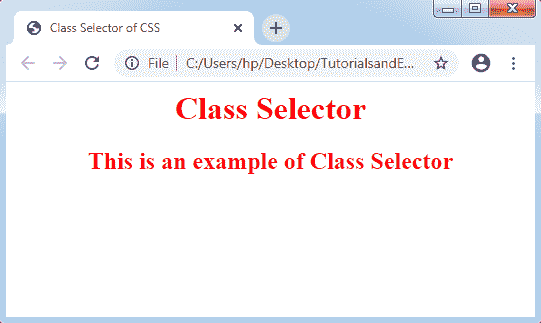 Class Selector of CSS
File C:/Users/hp/Desktop/TutorialsandE...
Class Selector
This is an example of Class Selector